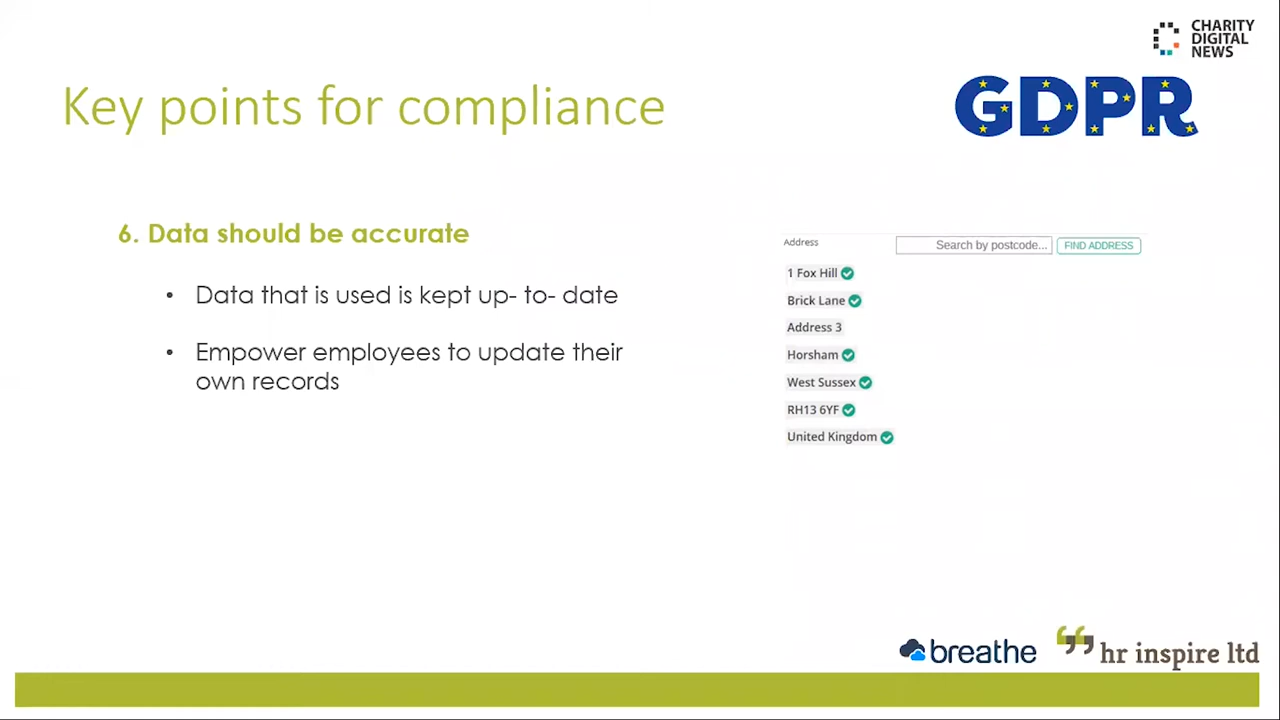 CHARITY
DIGITAL
NEWS
Key points for compliance
GDPR
6. Data should be accurate
• Data that is used is kept up- to- date
• Empower employees to update their
own records
Address
Search by postcode...
FIND ADDRESS
1 Fox Hill
Brick Lane
Address 3
Horsham
West Sussex
RH13 6YF
United Kingdom
breathe
hr inspire ltd